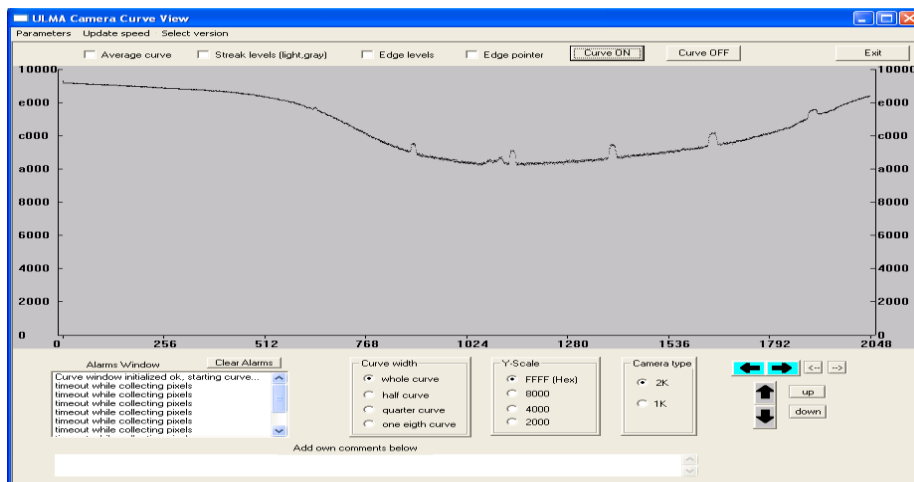 ULMA Camera Curve View
Parameters Update speed Select version
Average curve Streak levels (light,gray) Edge levels Edge pointer Curve ON Curve OFF Exit
10000 10000
e000 e000
c000 c000
a000 a000
8000 8000
6000 6000
4000 4000
2000 2000
0 0
0 256 512 768 1024 1280 1536 1792 2048
Alarms Window Clear Alarms
Curve window initialized ok, starting curve...
timeout while collecting pixels
timeout while collecting pixels
timeout while collecting pixels
timeout while collecting pixels
timeout while collecting pixels
timeout while collecting pixels
Curve width
whole curve
half curve
quarter curve
one eigth curve
Y-Scale
FFFF (Hex)
8000
4000
2000
Camera type
2K
1K
<-- -->
up
down
Add own comments below